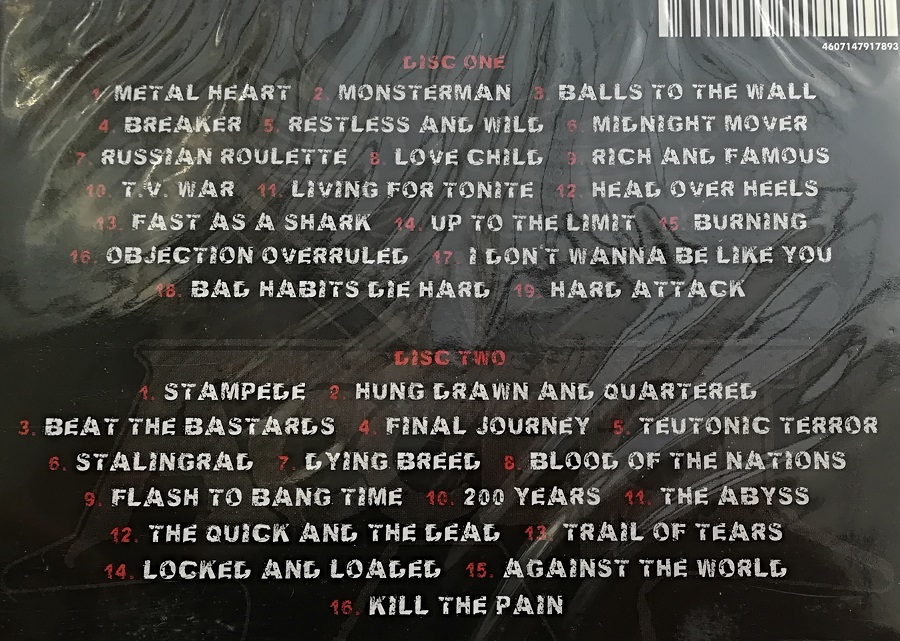 4607147917893
DISC ONE
1. METAL HEART 2. MONSTERMAN 3. BALLS TO THE WALL
4. BREAKER 5. RESTLESS AND WILD 6. MIDNIGHT MOVER
7. RUSSIAN ROULETTE 8. LOVE CHILD 9. RICH AND FAMOUS
10. T.V. WAR 11. LIVING FOR TONITE 12. HEAD OVER HEELS
13. FAST AS A SHARK 14. UP TO THE LIMIT 15. BURNING
16. OBJECTION OVERRULED 17. I DON'T WANNA BE LIKE YOU
18. BAD HABITS DIE HARD 19. HARD ATTACK
DISC TWO
1. STAMPEDE 2. HUNG DRAWN AND QUARTERED
3. BEAT THE BASTARDS 4. FINAL JOURNEY 5. TEUTONIC TERROR
6. STALINGRAD 7. DYING BREED 8. BLOOD OF THE NATIONS
9. FLASH TO BANG TIME 10. 200 YEARS 11. THE ABYSS
12. THE QUICK AND THE DEAD 13. TRAIL OF TEARS
14. LOCKED AND LOADED 15. AGAINST THE WORLD
16. KILL THE PAIN